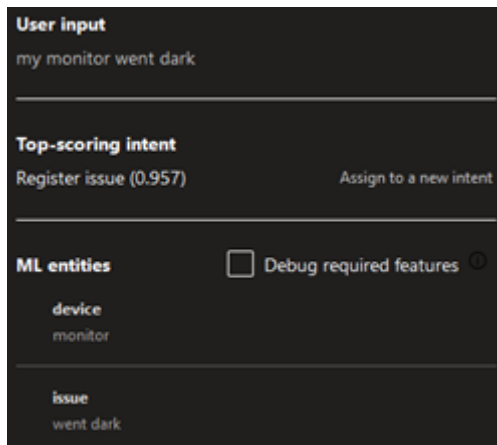 User input
my monitor went dark
Top-scoring intent
Register issue (0.957) Assign to a new intent
ML entities Debug required features
device
monitor
issue
went dark